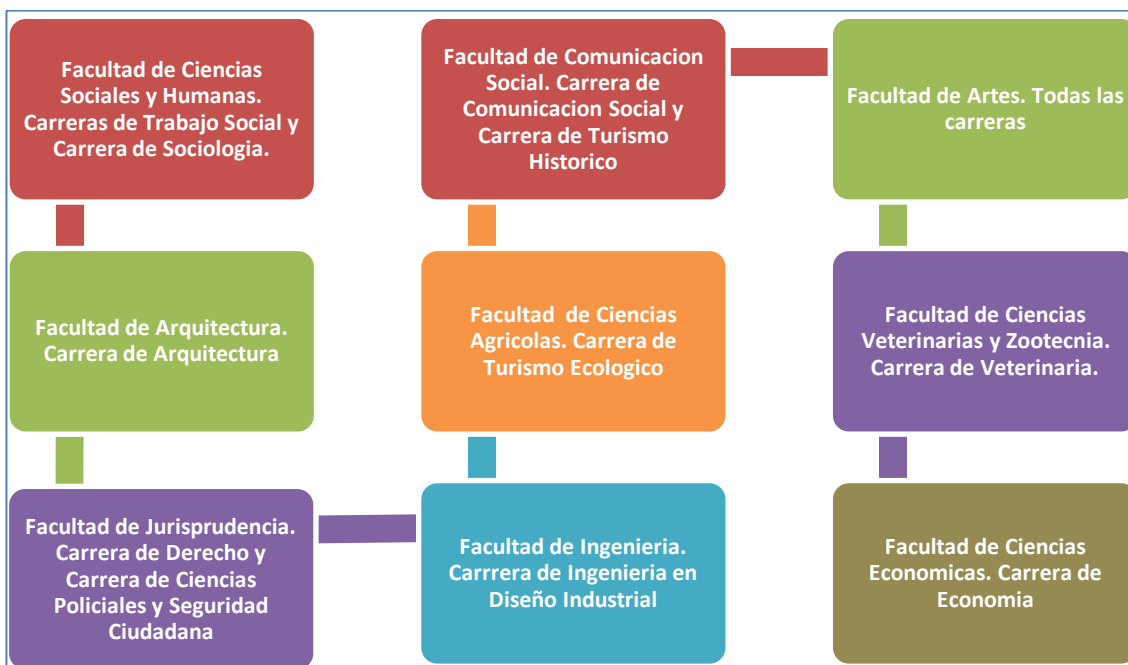 Facultad de Ciencias
Sociales y Humanas.
Carreras de Trabajo Social y
Carrera de Sociologia.
Facultad de Arquitectura.
Carrera de Arquitectura
Facultad de Jurisprudencia.
Carrera de Derecho y
Carrera de Ciencias
Policiales y Seguridad
Ciudadana
Facultad de Ingenieria.
Carrrera de Ingenieria en
Diseño Industrial
Facultad de Ciencias
Agricolas. Carrera de
Turismo Ecologico
Facultad de Comunicacion
Social. Carrera de
Comunicacion Social y
Carrera de Turismo
Historico
Facultad de Artes. Todas las
carreras
Facultad de Ciencias
Veterinarias y Zootecnia.
Carrera de Veterinaria.
Facultad de Ciencias
Economicas. Carrera de
Economia